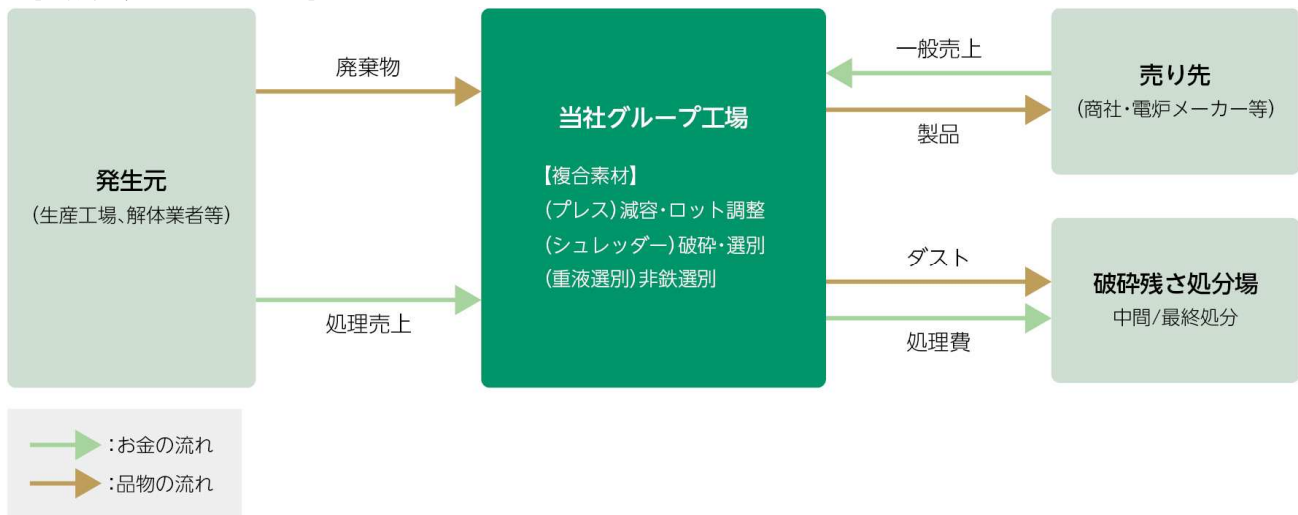 発生元
(生産工場、解体業者等)
廃棄物
処理売上
当社グループ工場
【複合素材】
(プレス)減容・ロット調整
(シュレッダー)破砕・選別
(重液選別)非鉄選別
一般売上
製品
売り先
(商社・電炉メーカー等)
ダスト
処理費
破砕残さ処分場
中間/最終処分
:お金の流れ
:品物の流れ